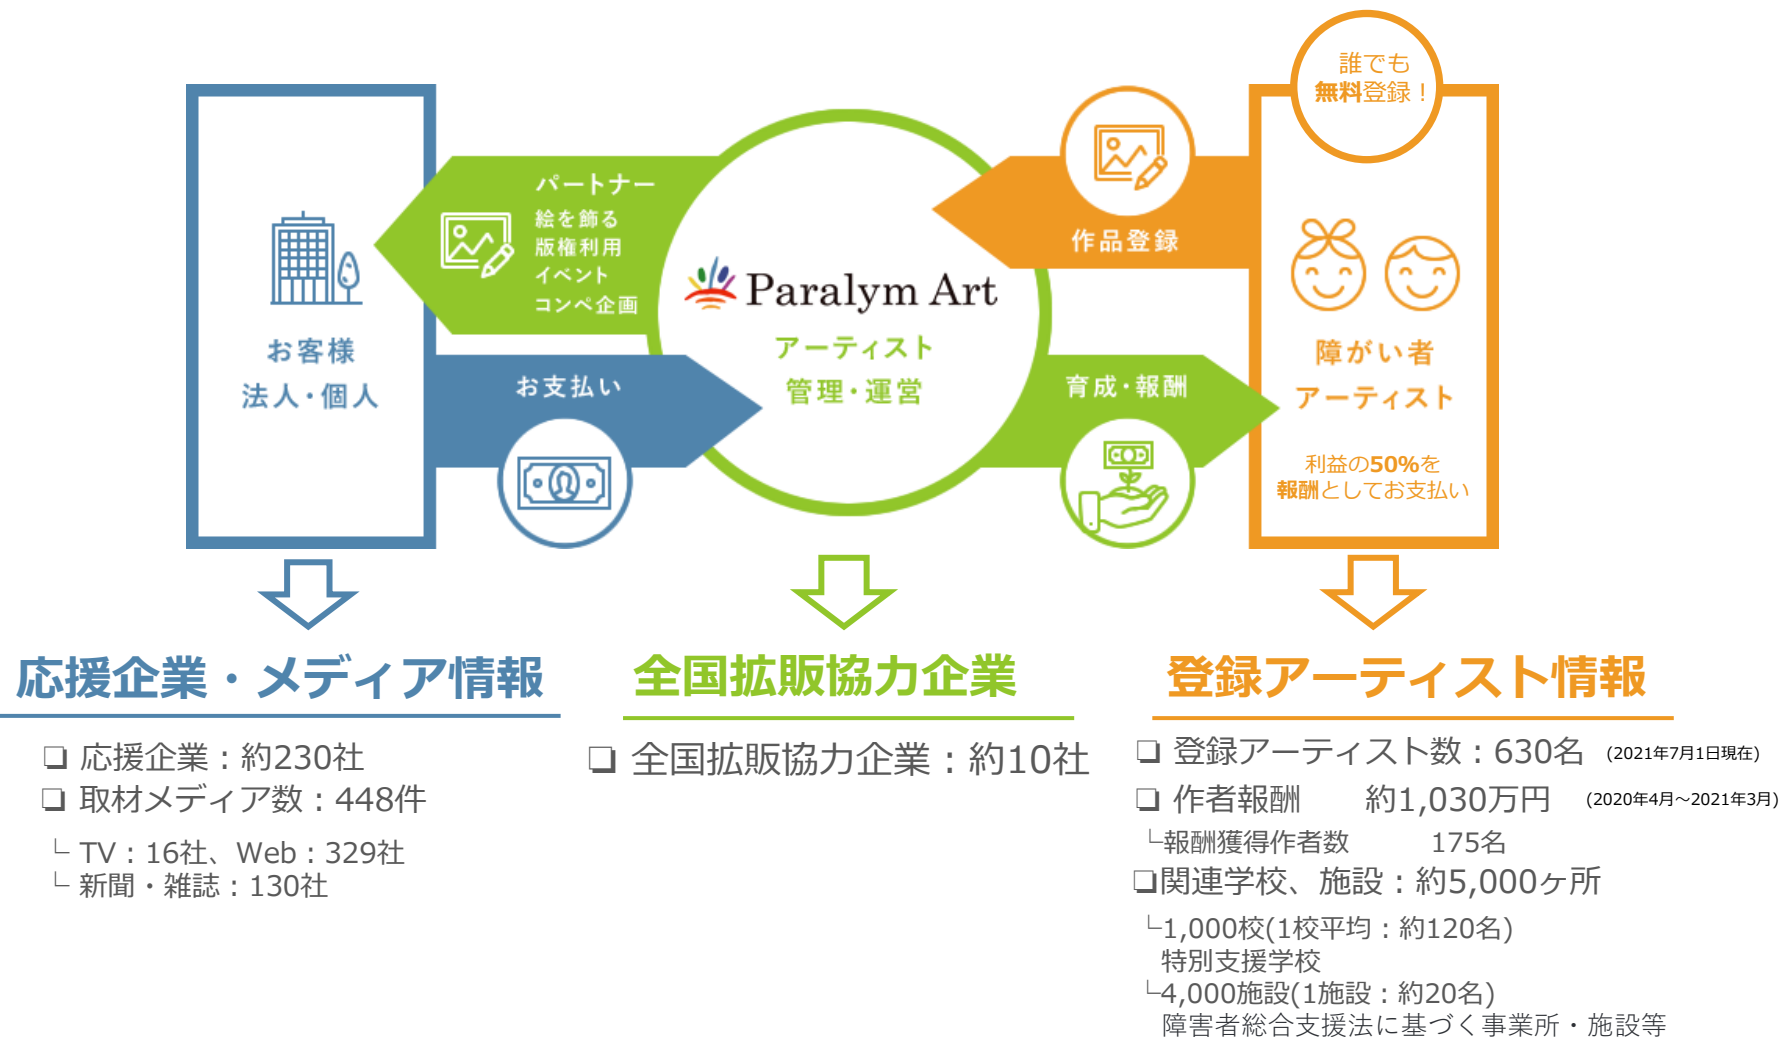 誰でも
無料登録！
パートナー
絵を飾る
版権利用
イベント
コンペ企画
作品登録
Paralym Art
アーティスト
管理・運営
お客様
法人・個人
お支払い
育成・報酬
障がい者
アーティスト
利益の50%を
報酬としてお支払い
応援企業・メディア情報
❏ 応援企業：約230社
❏ 取材メディア数：448件
└ TV：16社、Web：329社
└ 新聞・雑誌：130社
全国拡販協力企業
❏ 全国拡販協力企業：約10社
登録アーティスト情報
❏ 登録アーティスト数：630名 (2021年7月1日現在)
❏ 作者報酬 約1,030万円 (2020年4月～2021年3月)
└報酬獲得作者数 175名
❏関連学校、施設：約5,000ヶ所
└1,000校(1校平均：約120名)
特別支援学校
└4,000施設(1施設：約20名)
障害者総合支援法に基づく事業所・施設等